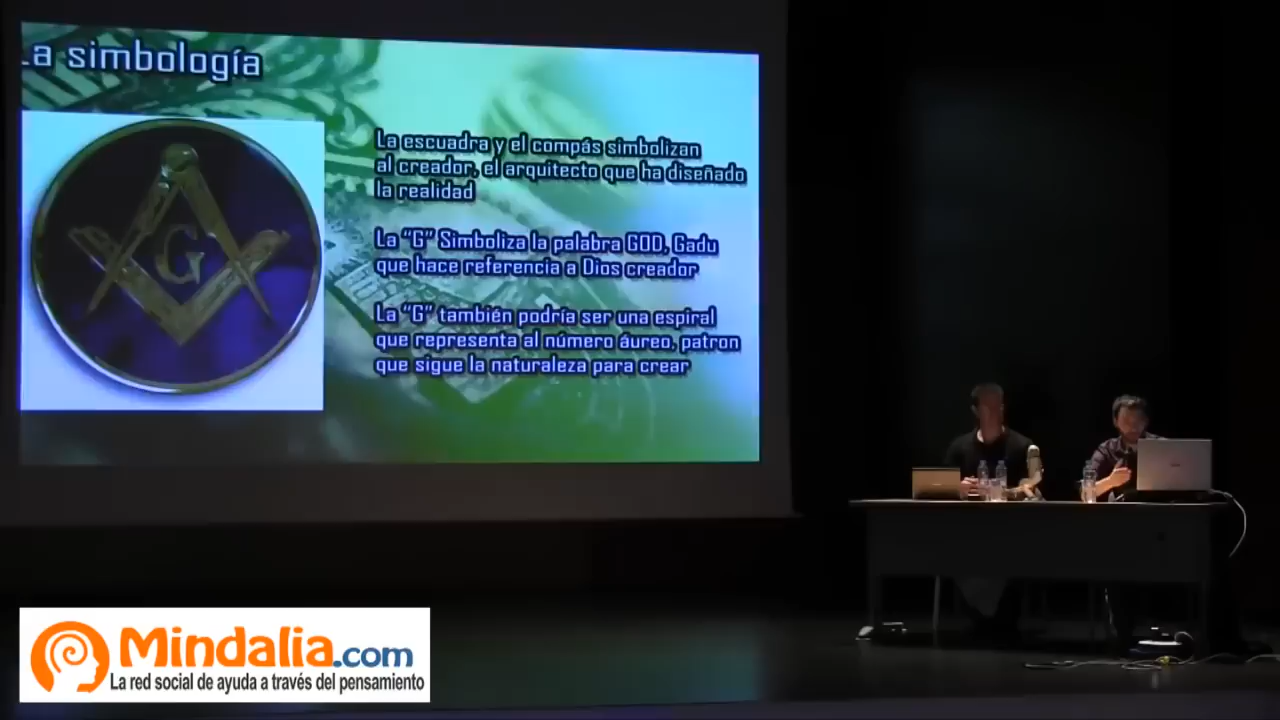 La simbología
G
La escuadra y el compás simbolizan
al creador, el arquitecto que ha diseñado
la realidad
La “G” Simboliza la palabra GOD, Gadu
que hace referencia a Dios creador
La “G” también podría ser una espiral
que representa al número áureo, patron
que sigue la naturaleza para crear
Mindalia.com
La red social de ayuda a través del pensamiento